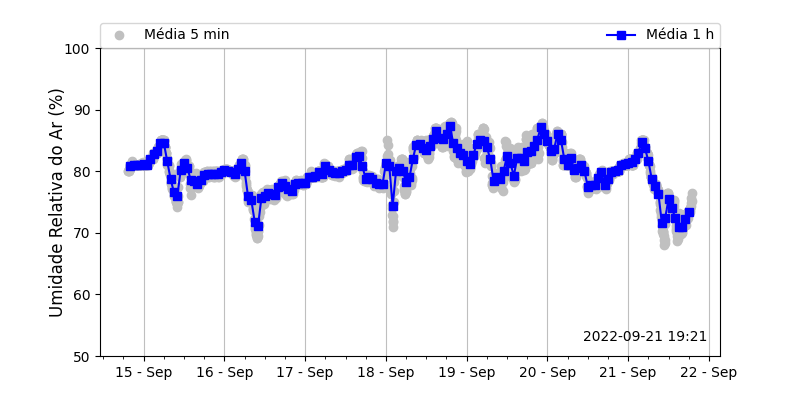 Média 5 min
Média 1 h
Umidade Relativa do Ar (%)
100
90
80
70
60
50
2022-09-21 19:21
15 - Sep
16 - Sep
17 - Sep
18 - Sep
19 - Sep
20 - Sep
21 - Sep
22 - Sep